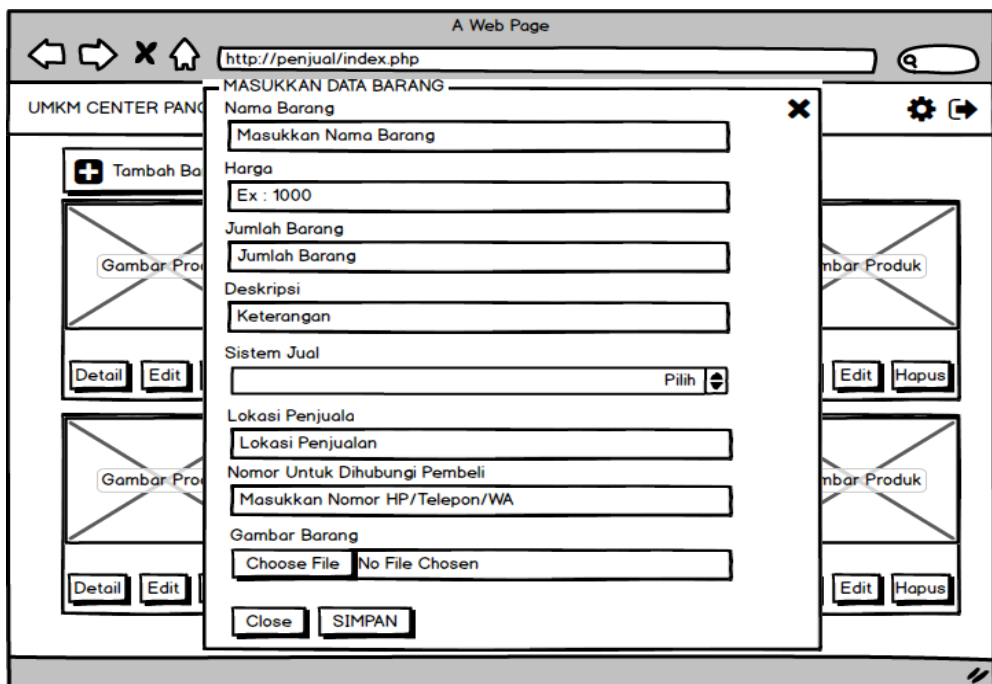 A Web Page
http://penjual/index.php
UMKM CENTER PANG
MASUKKAN DATA BARANG
Nama Barang
Masukkan Nama Barang
Tambah Ba
Harga
Ex : 1000
Jumlah Barang
Jumlah Barang
Gambar Pro
mbar Produk
Deskripsi
Keterangan
Sistem Jual
Pilih
Detail Edit
Edit Hapus
Lokasi Penjuala
Lokasi Penjualan
Nomor Untuk Dihubungi Pembeli
Masukkan Nomor HP/Telepon/WA
Gambar Pro
mbar Produk
Gambar Barang
Choose File No File Chosen
Detail Edit
Edit Hapus
Close SIMPAN